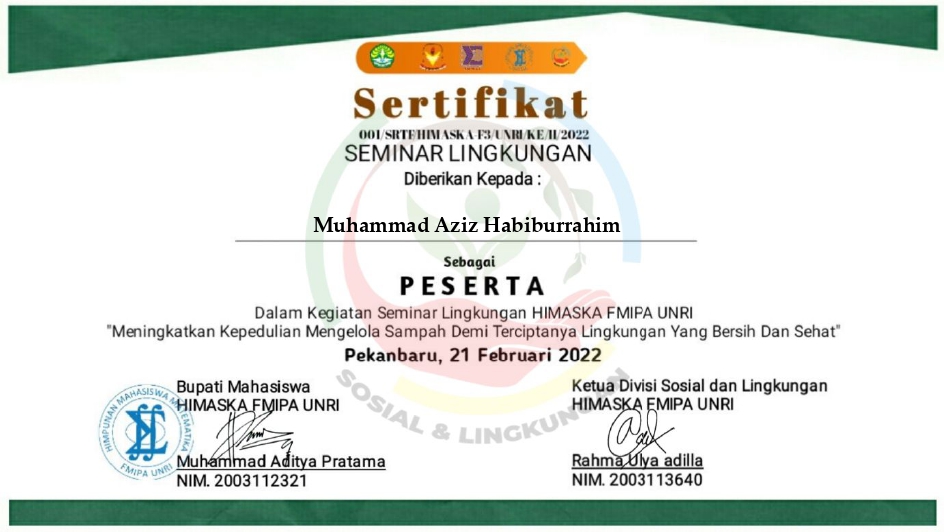 Sertifikat
001/SRTF/HIMASKA-F3/UNRI/KE/II/2022
SEMINAR LINGKUNGAN
Diberikan Kepada :
Muhammad Aziz Habiburrahim
Sebagai
PESERTA
Dalam Kegiatan Seminar Lingkungan HIMASKA FMIPA UNRI
"Meningkatkan Kepedulian Mengelola Sampah Demi Terciptanya Lingkungan Yang Bersih Dan Sehat"
Pekanbaru, 21 Februari 2022
SOSIAL & LINGKUNGAN
Bupati Mahasiswa
HIMASKA FMIPA UNRI
HIMPUNAN MAHASISWA MATEMATIKA
FMIPA UNRI
Muhammad Aditya Pratama
NIM. 2003112321
Ketua Divisi Sosial dan Lingkungan
HIMASKA FMIPA UNRI
Rahma Ulya adilla
NIM. 2003113640